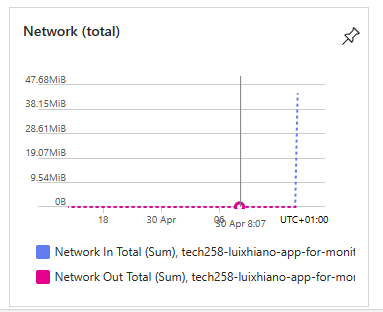 Network (total)
47.68MiB
38.15MiB
28.61MiB
19.07MiB
9.54MiB
0B
18
30 Apr
06
30 Apr 8:07
UTC+01:00
Network In Total (Sum), tech258-luixhiano-app-for-monit
Network Out Total (Sum), tech258-luixhiano-app-for-mon